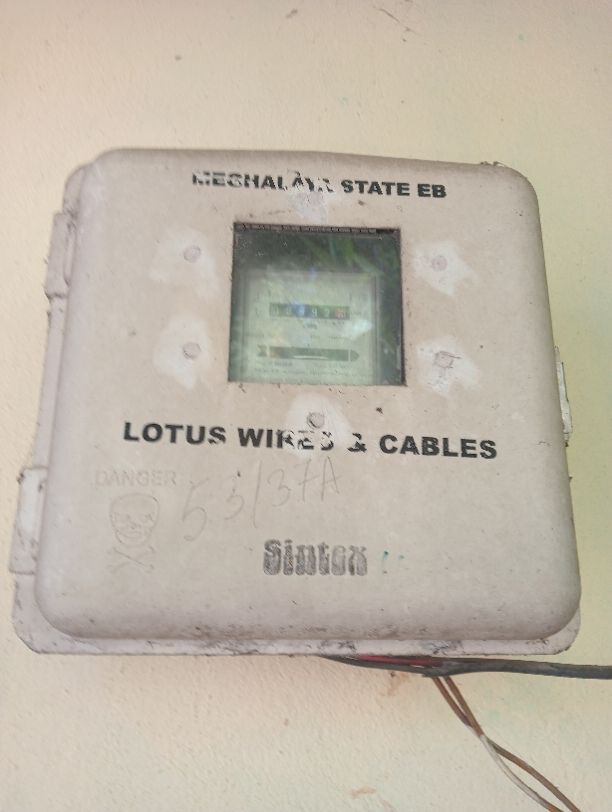 MEGHALAYA STATE EB
LOTUS WIRES & CABLES
DANGER
53/37A
Sintex